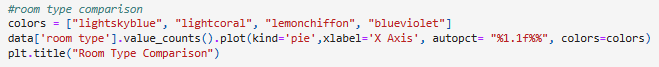 #room type comparison
colors = ["lightskyblue", "lightcoral", "lemonchiffon", "blueviolet"]
data['room type'].value_counts().plot(kind='pie',xlabel='X Axis', autopct= "%1.1f%%", colors=colors)
plt.title("Room Type Comparison")